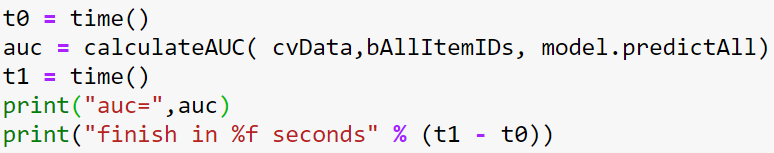 t0 = time()
auc = calculateAUC( cvData,bAllItemIDs, model.predictAll)
t1 = time()
print("auc=",auc)
print("finish in %f seconds" % (t1 - t0))